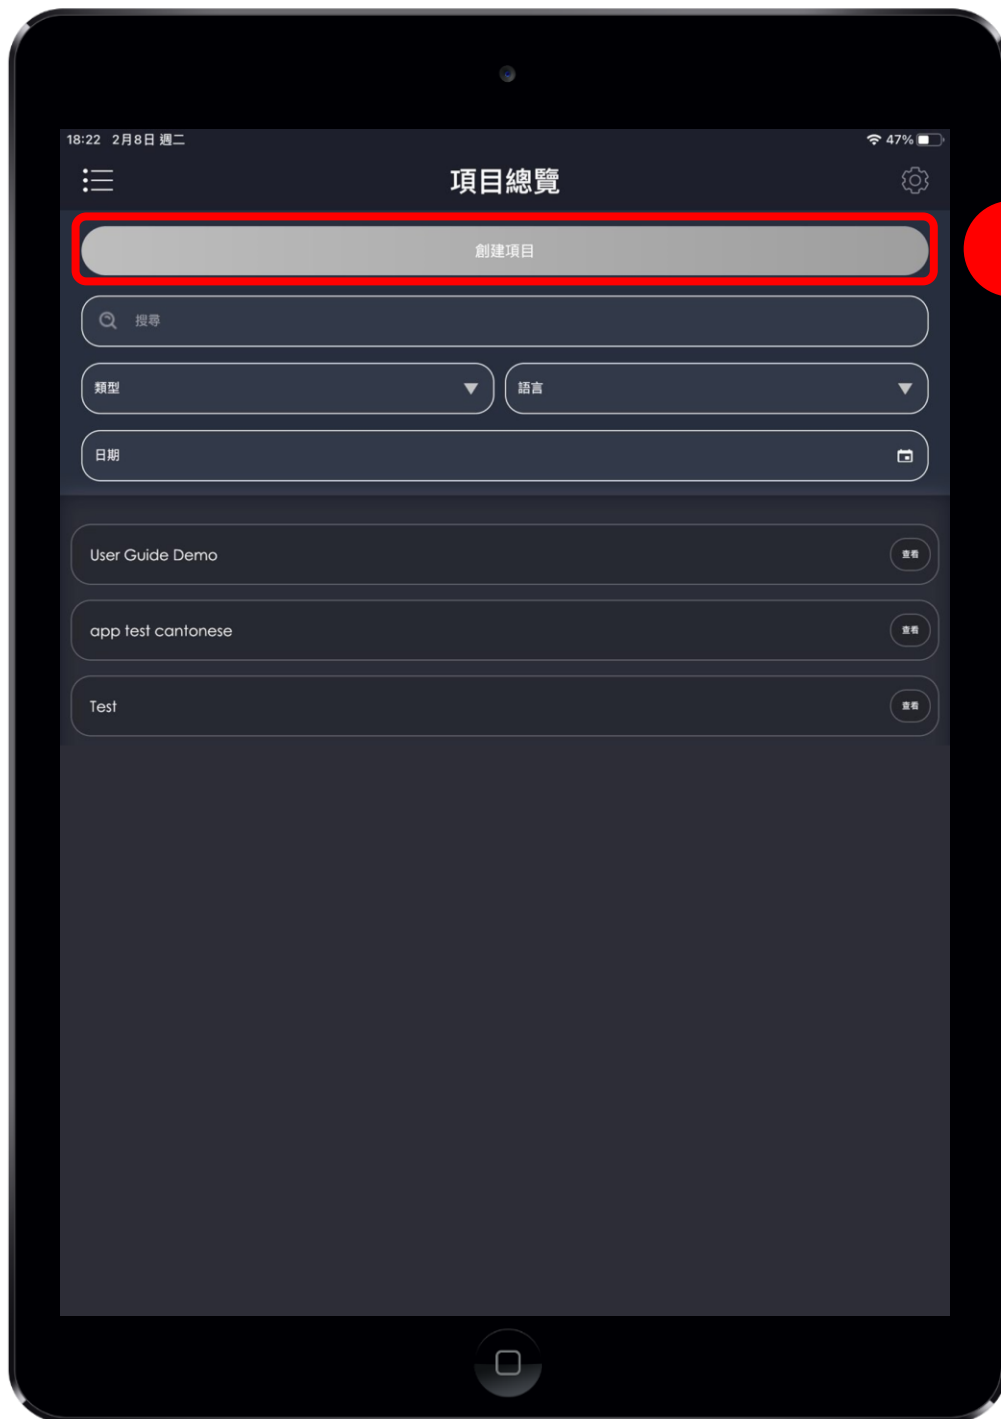 18:22 2月8日 週二 47%
項目總覽
創建項目
搜尋
類型 語言
日期
User Guide Demo 查看
app test cantonese 查看
Test 查看